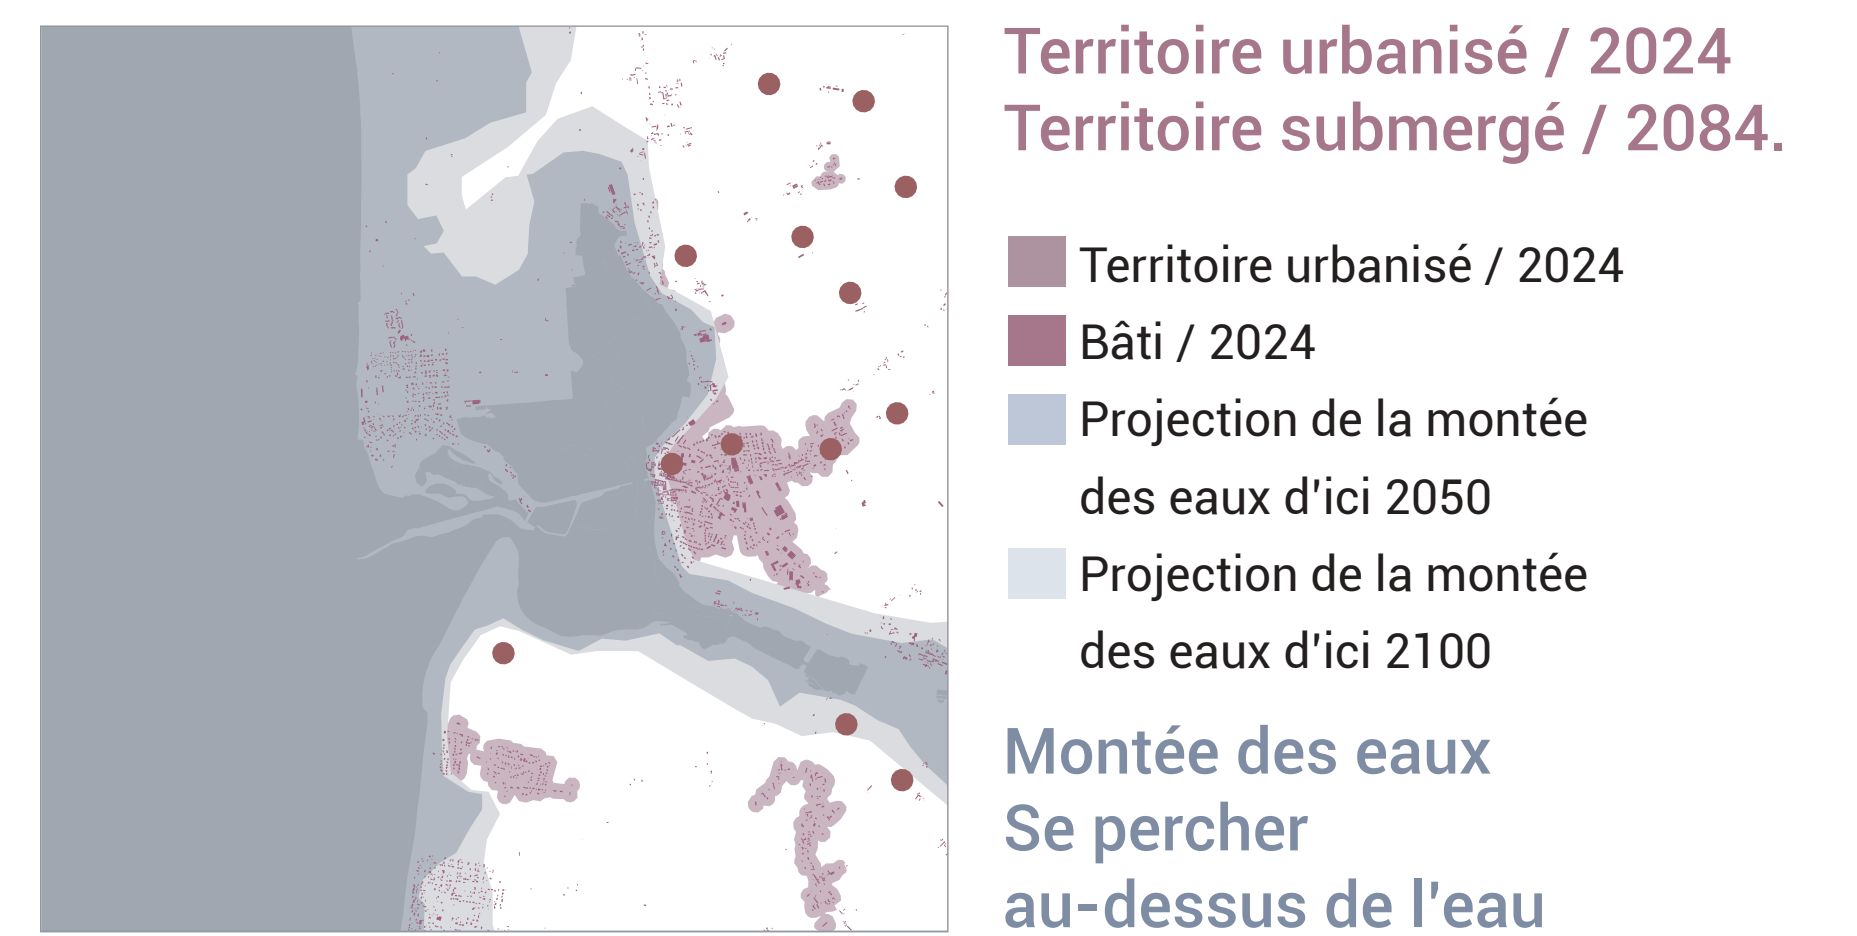 Territoire urbanisé / 2024
Territoire submergé / 2084.
Territoire urbanisé / 2024
Bâti / 2024
Projection de la montée
des eaux d'ici 2050
Projection de la montée
des eaux d'ici 2100
Montée des eaux
Se percher
au-dessus de l'eau